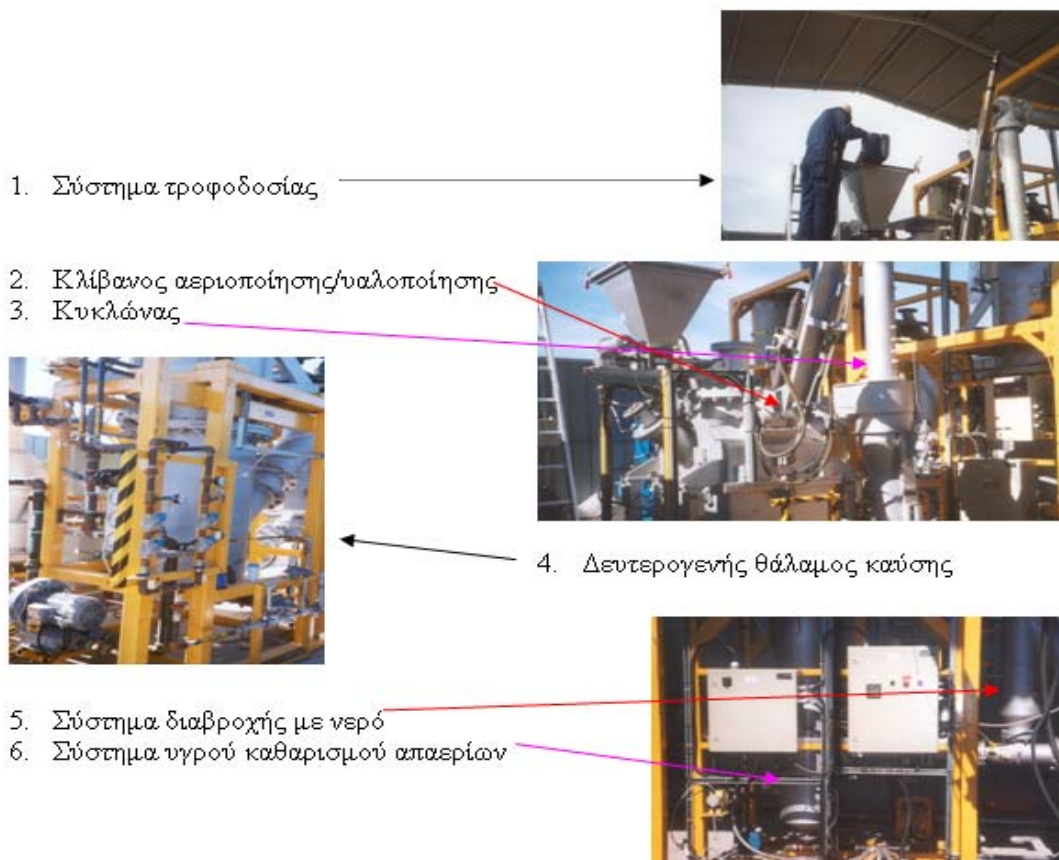 1. Σύστημα τροφοδοσίας
2. Κλίβανος αεριοποίησης/υαλοποίησης
3. Κυκλώνας
4. Δευτερογενής θάλαμος καύσης
5. Σύστημα διαβροχής με νερό
6. Σύστημα υγρού καθαρισμού απαερίων